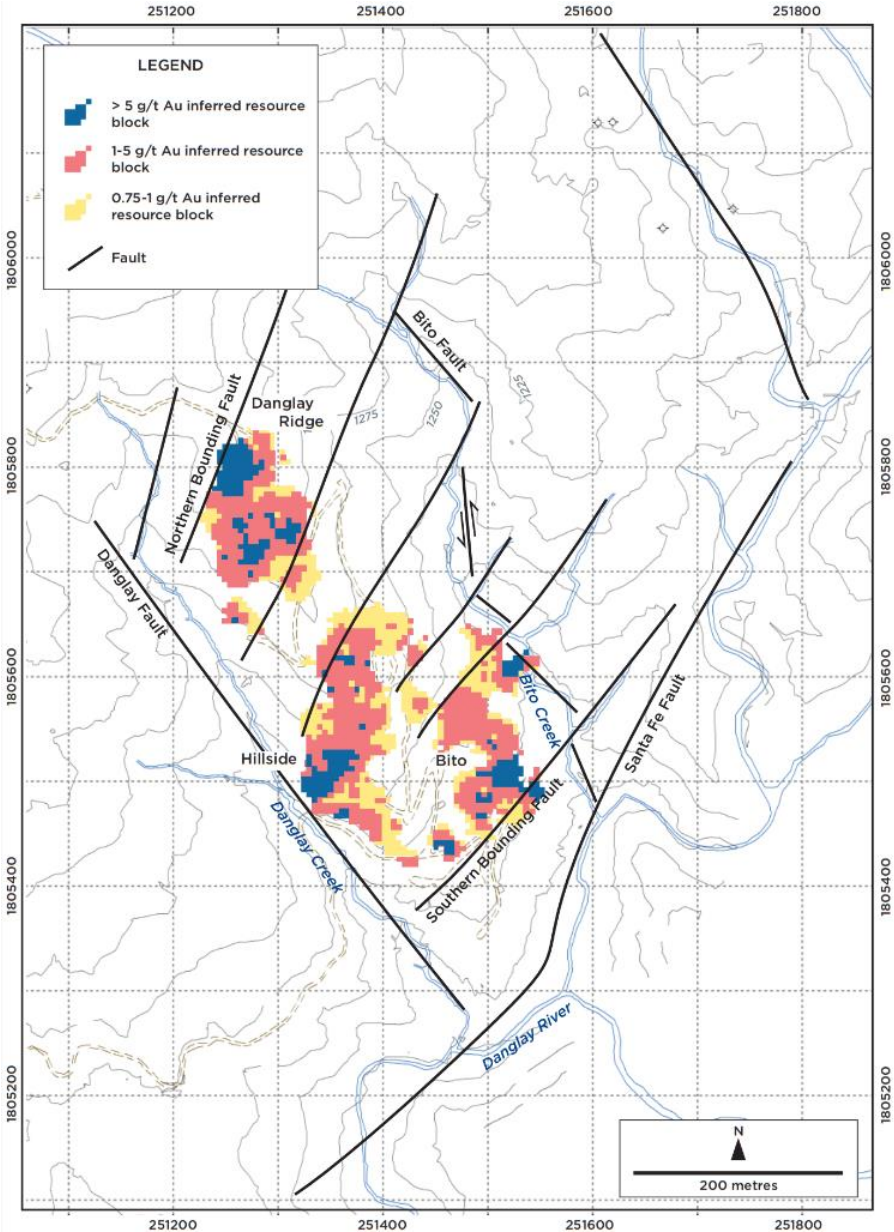 251200
251400
251600
251800
LEGEND
> 5 g/t Au inferred resource
block
1-5 g/t Au inferred resource
block
0.75-1 g/t Au inferred
resource block
Fault
1806000
1806000
Bito Fault
1225
1250
1275
Danglay
Ridge
Northern Bounding Fault
1805800
1805800
Danglay Fault
1805600
1805600
Bito Creek
Santa Fe Fault
Hillside
Bito
Southern Bounding Fault
Danglay Creek
1805400
1805400
Danglay River
1805200
1805200
N
200 metres
251200
251400
251600
251800